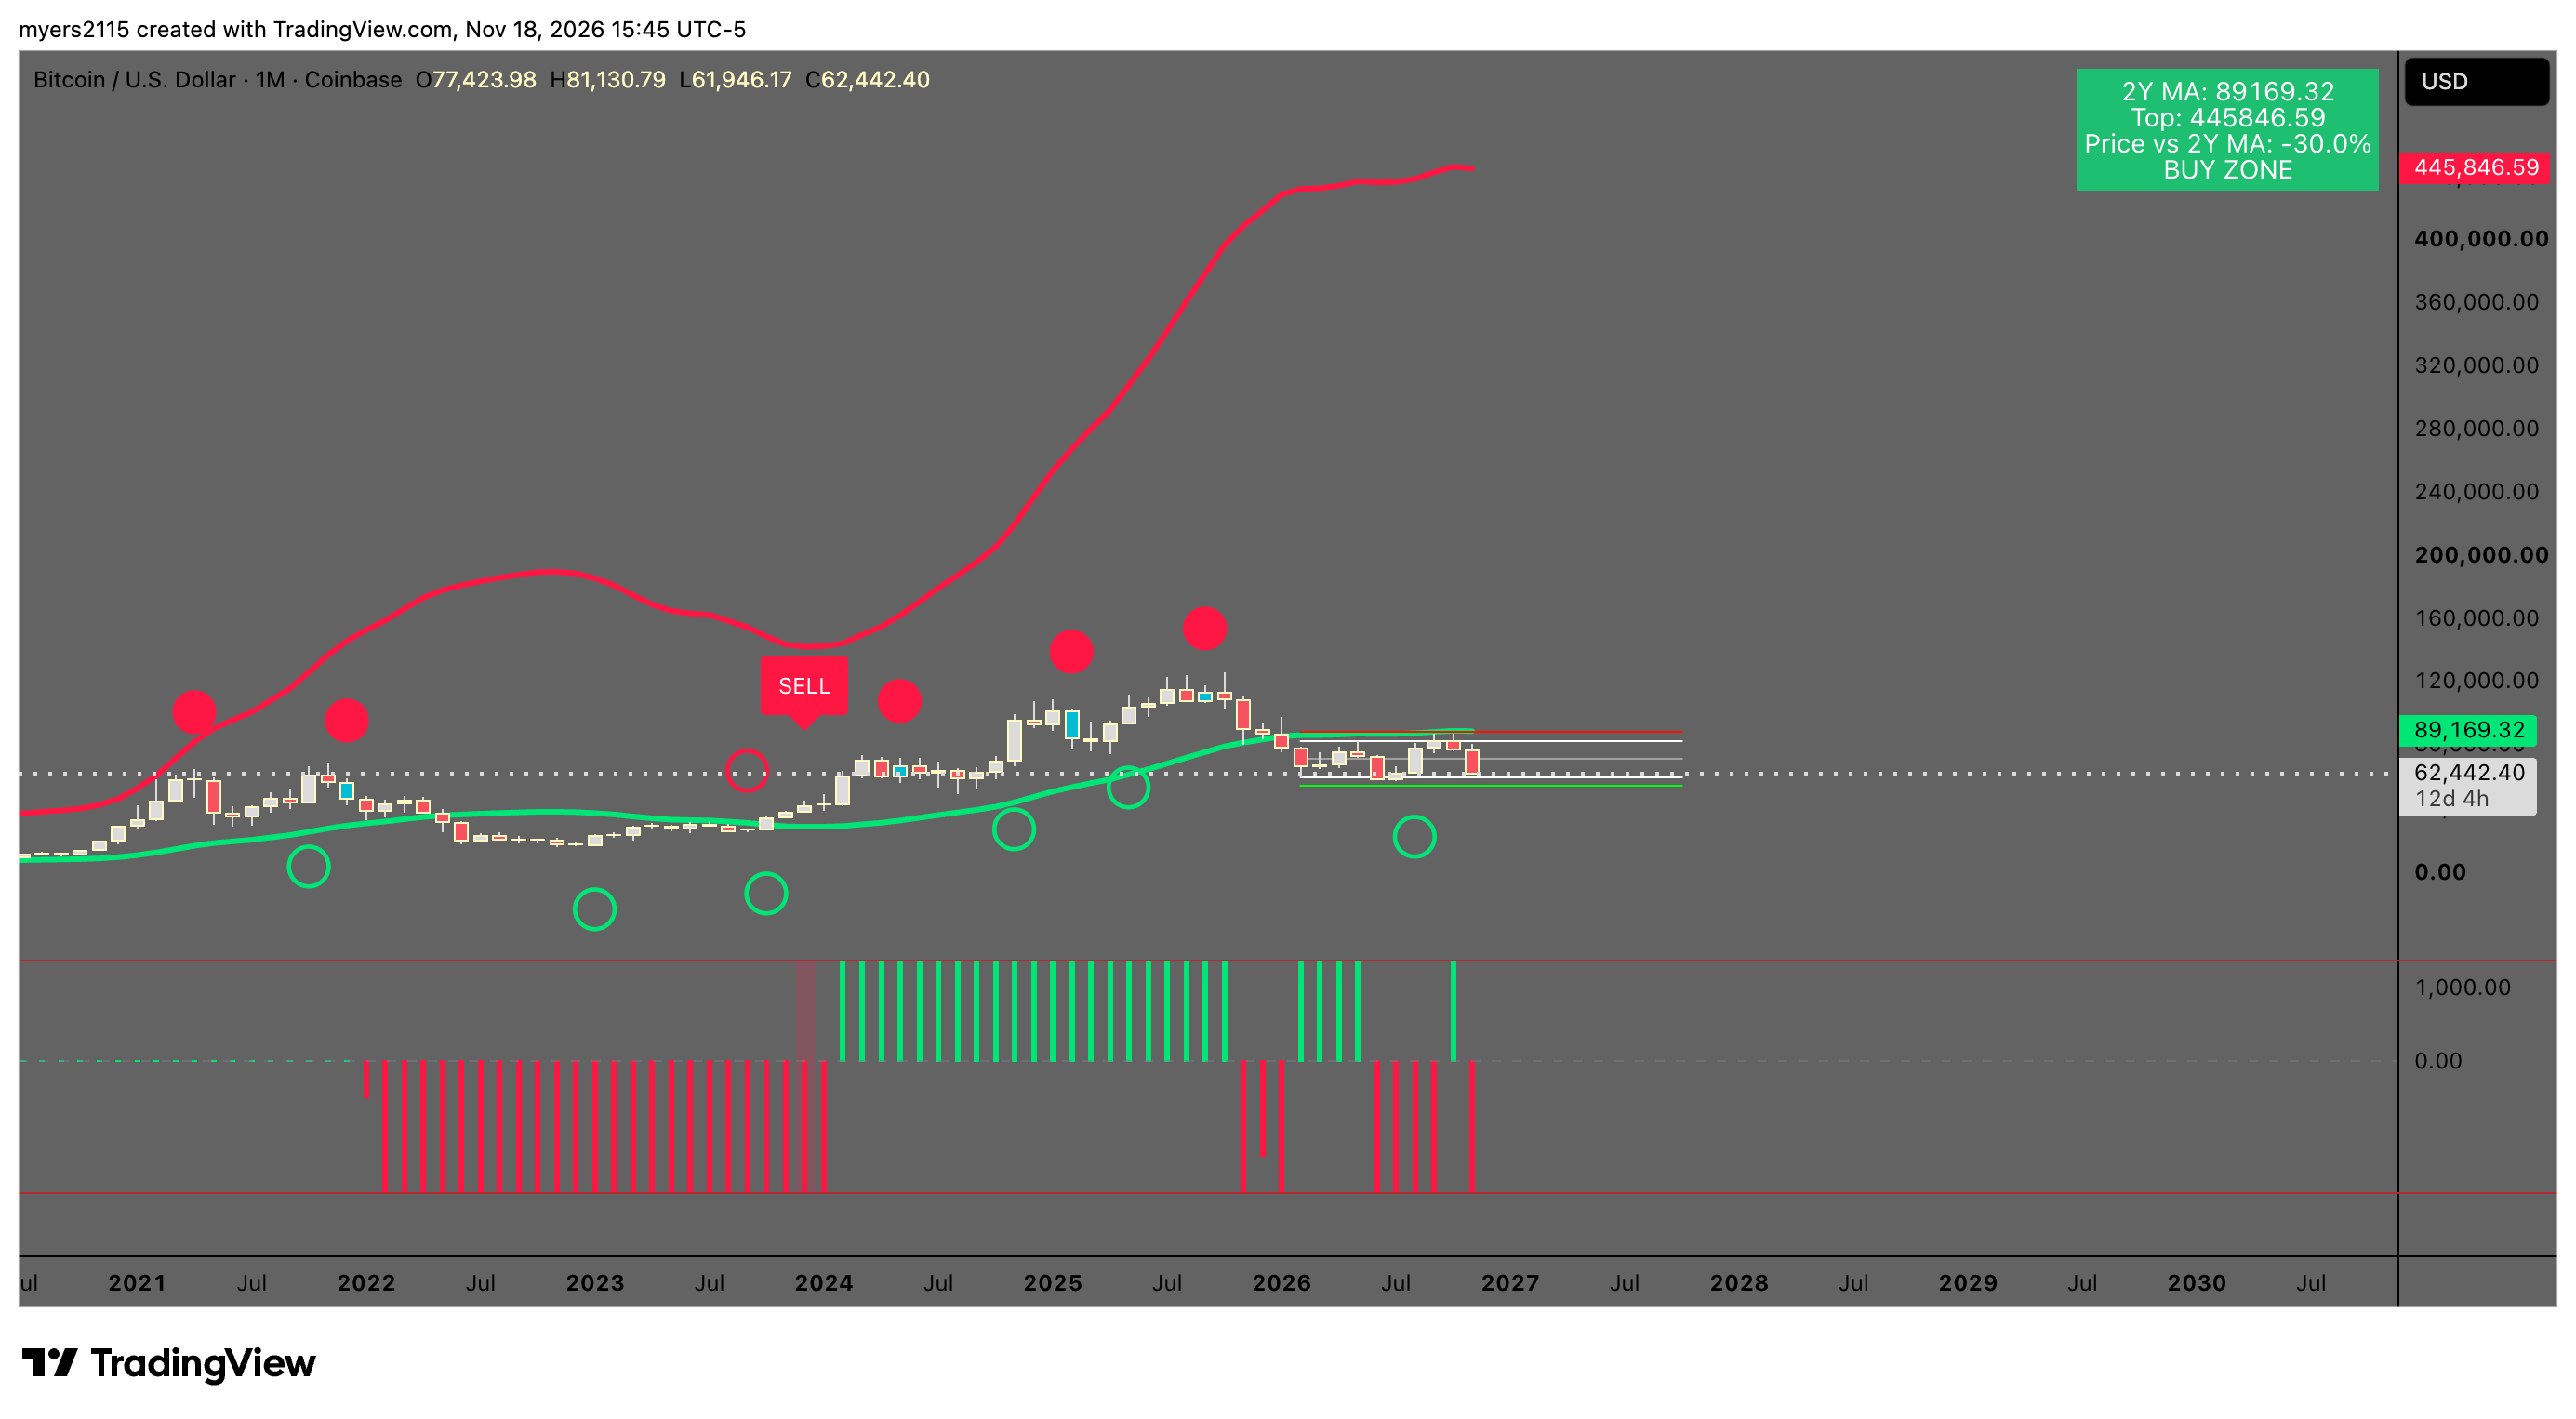 myers2115 created with TradingView.com, Nov 18, 2026 15:45 UTC-5
Bitcoin / U.S. Dollar · 1M · Coinbase O77,423.98 H81,130.79 L61,946.17 C62,442.40
2Y MA: 89169.32
Top: 445846.59
Price vs 2Y MA: -30.0%
BUY ZONE
USD
445,846.59
400,000.00
360,000.00
320,000.00
280,000.00
240,000.00
200,000.00
160,000.00
120,000.00
89,169.32
62,442.40
12d 4h
0.00
SELL
1,000.00
0.00
2021 Jul 2022 Jul 2023 Jul 2024 Jul 2025 Jul 2026 Jul 2027 Jul 2028 Jul 2029 Jul 2030 Jul
TradingView